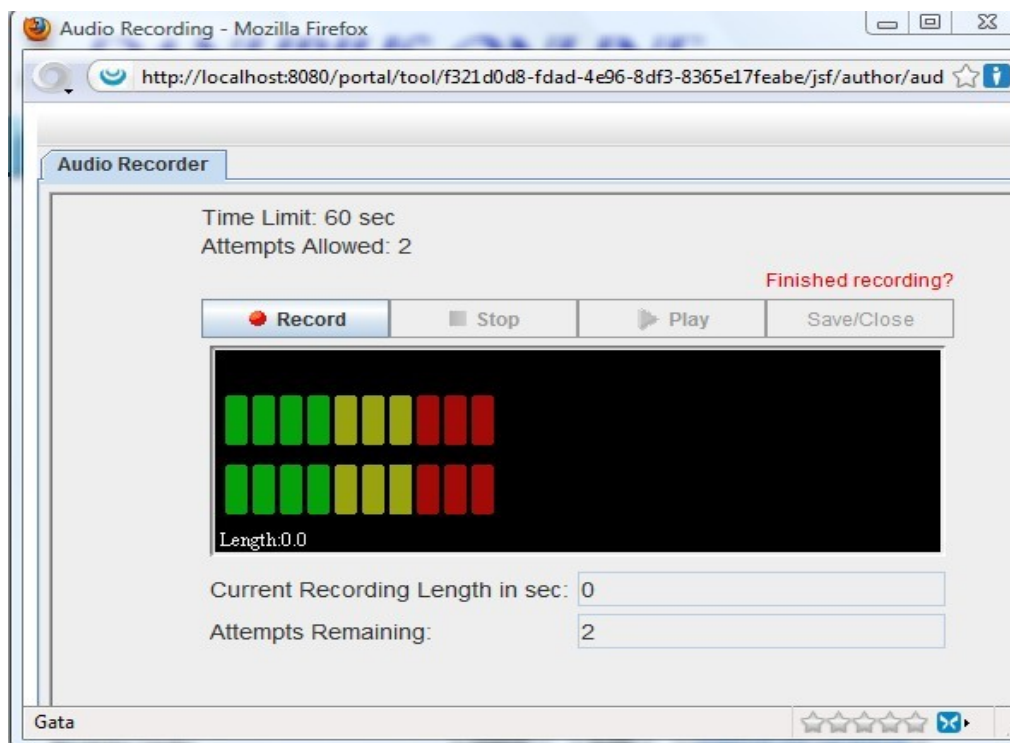 Audio Recording - Mozilla Firefox
http://localhost:8080/portal/tool/f321d0d8-fdad-4e96-8df3-8365e17feabe/jsf/author/aud
Audio Recorder
Time Limit: 60 sec
Attempts Allowed: 2
Finished recording?
Record Stop Play Save/Close
Length:0.0
Current Recording Length in sec: 0
Attempts Remaining: 2
Gata